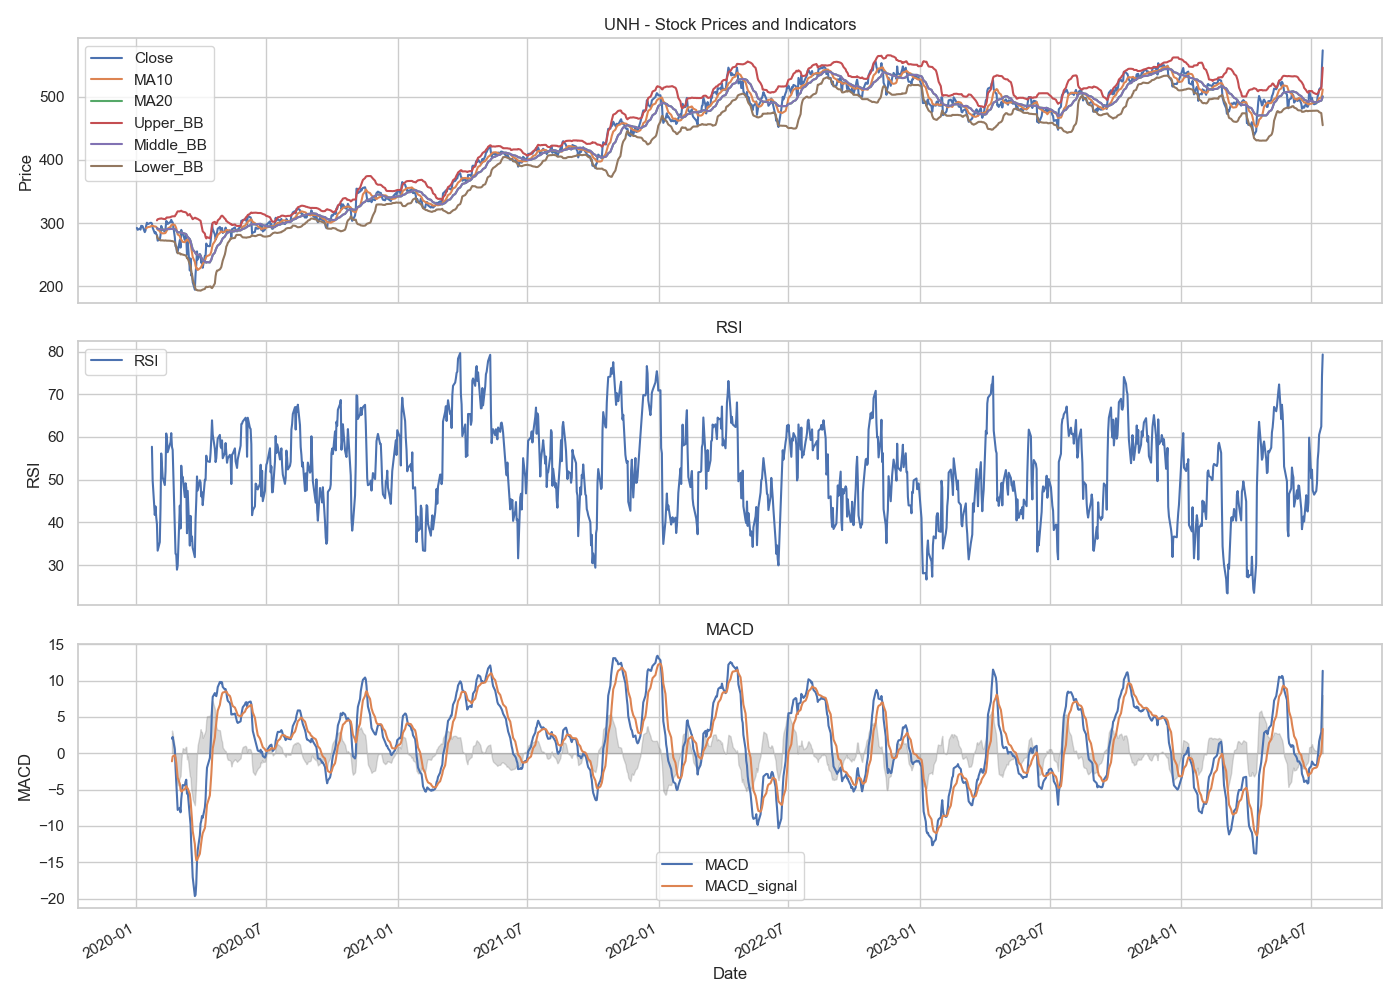 UNH - Stock Prices and Indicators
Close
MA10
MA20
Upper_BB
Middle_BB
Lower_BB
500
400
300
200
Price
RSI
RSI
80
70
60
50
40
30
RSI
MACD
15
10
5
0
−5
−10
−15
−20
MACD
MACD
MACD_signal
2020-01
2020-07
2021-01
2021-07
2022-01
2022-07
2023-01
2023-07
2024-01
2024-07
Date